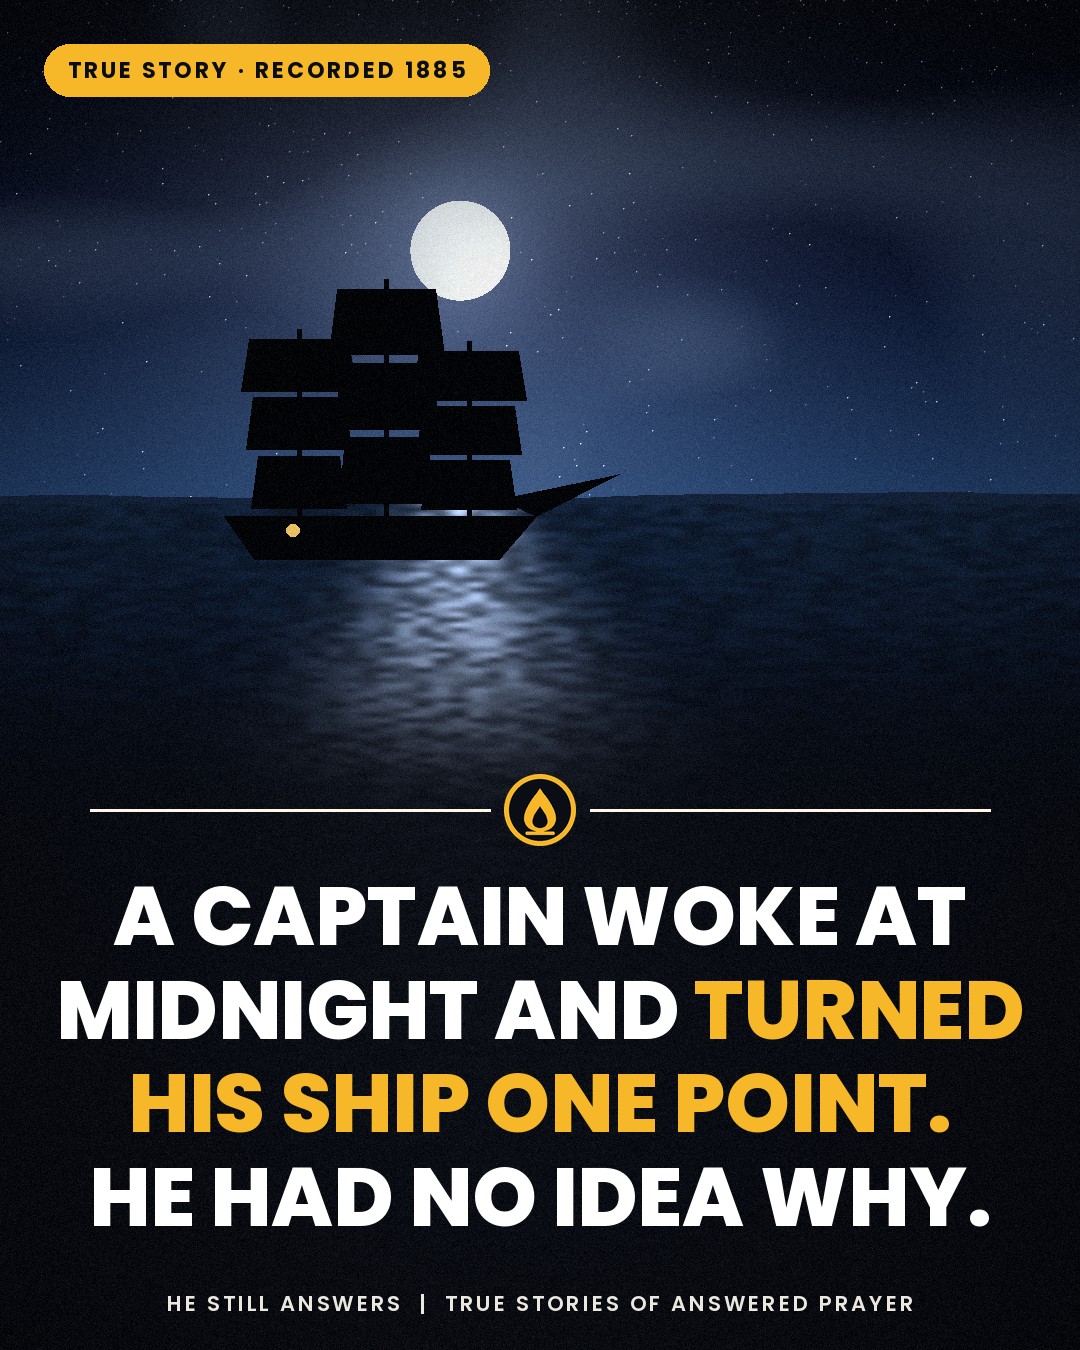 TRUE STORY · RECORDED 1885
A CAPTAIN WOKE AT
MIDNIGHT AND TURNED
HIS SHIP ONE POINT.
HE HAD NO IDEA WHY.
HE STILL ANSWERS | TRUE STORIES OF ANSWERED PRAYER